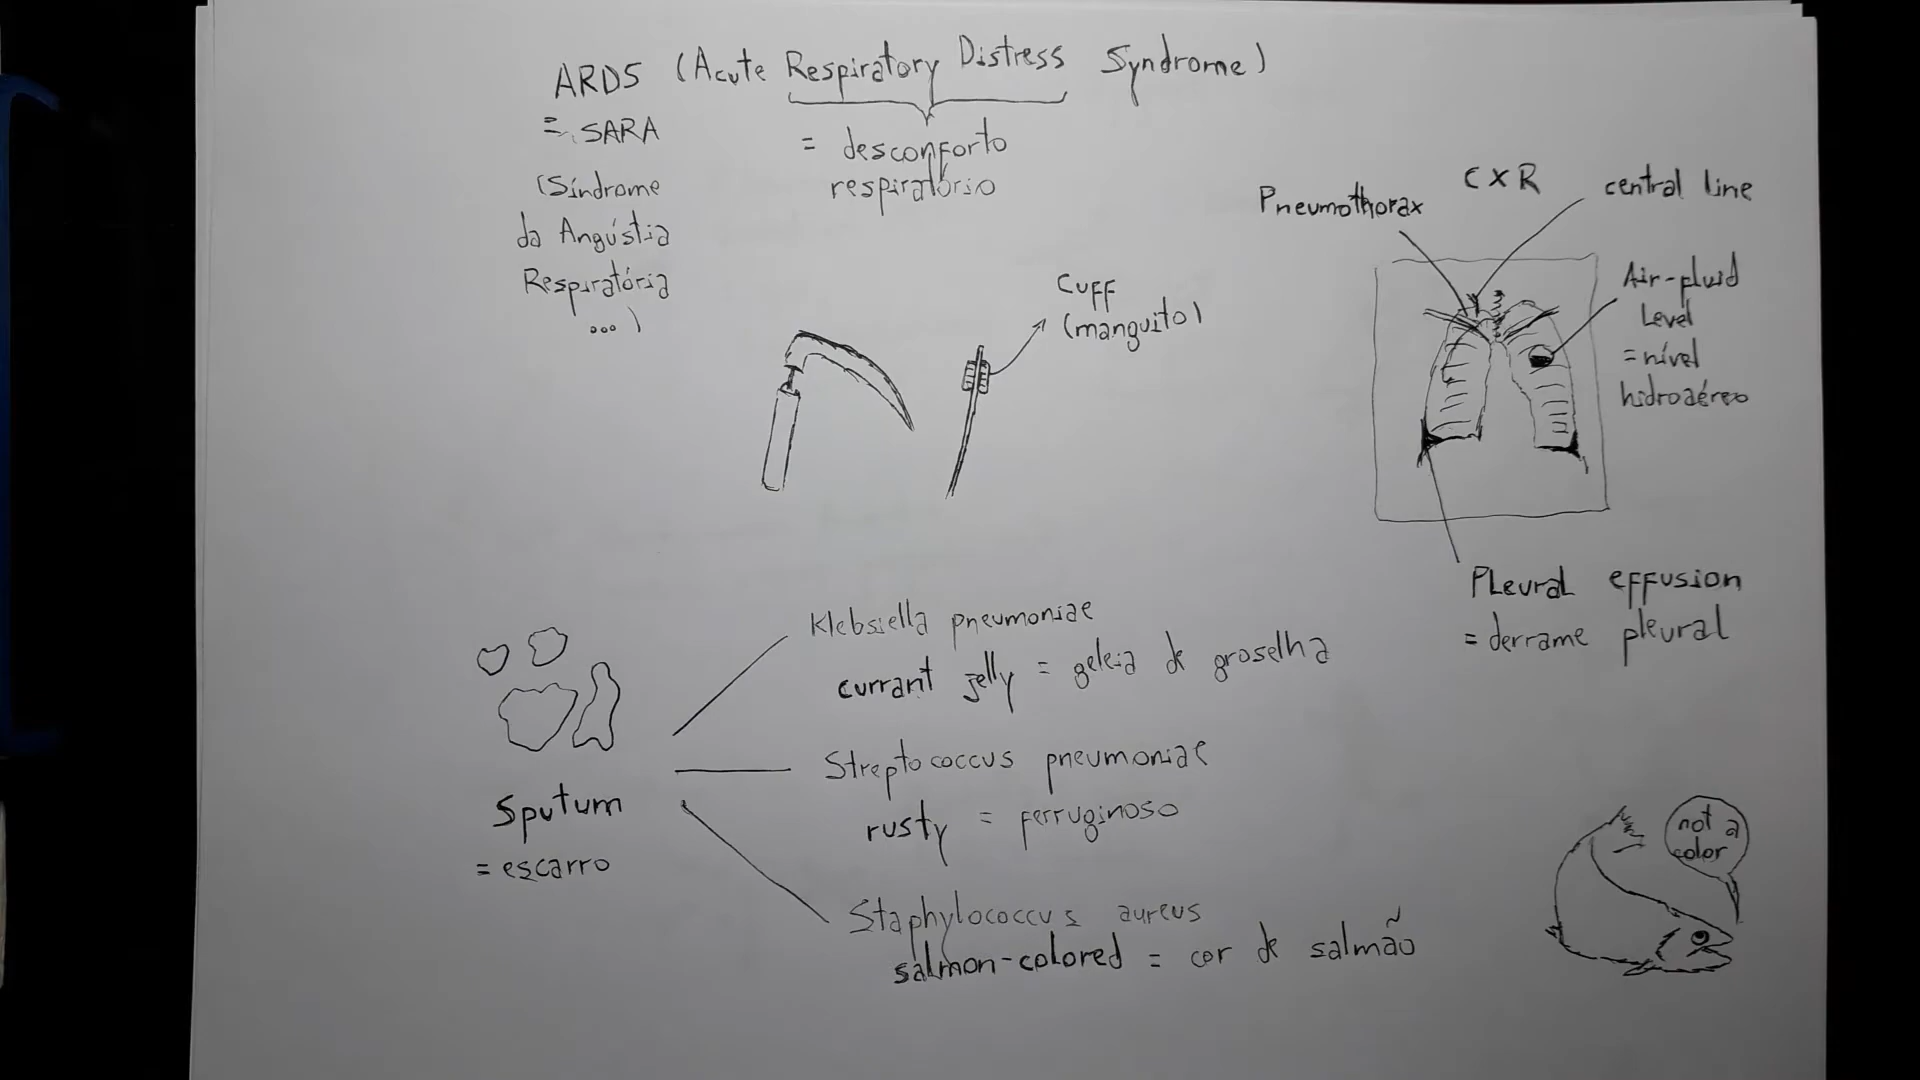 ARDS (Acute Respiratory Distress Syndrome)
= SARA
(Síndrome
da Angústia
Respiratória
...)
= desconforto
respiratório
Cuff
(manguito)
CXR
Pneumothorax
central line
Air-fluid
Level
= nível
hidroaéreo
Pleural effusion
= derrame pleural
Sputum
= escarro
Klebsiella pneumoniae
currant jelly = geleia de groselha
Streptococcus pneumoniae
rusty = ferruginoso
Staphylococcus aureus
salmon-colored = cor de salmão
not a
color